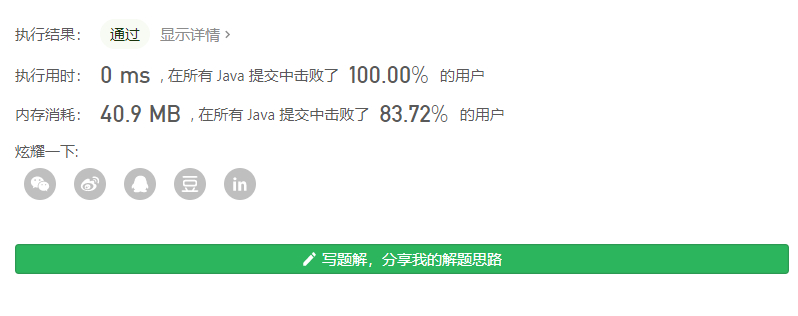 执行结果： 通过 显示详情 >
执行用时： 0 ms ，在所有 Java 提交中击败了 100.00% 的用户
内存消耗： 40.9 MB ，在所有 Java 提交中击败了 83.72% 的用户
炫耀一下:
in
写题解，分享我的解题思路